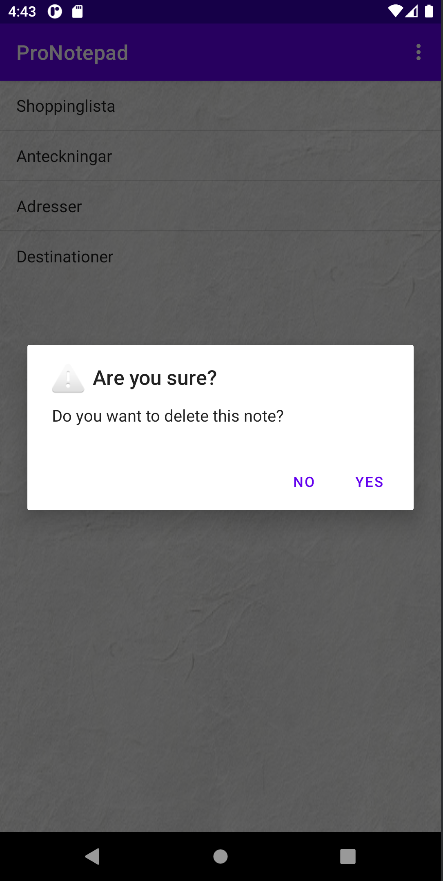 4:43
ProNotepad
Shoppinglista
Anteckningar
Adresser
Destinationer
Are you sure?
Do you want to delete this note?
NO YES